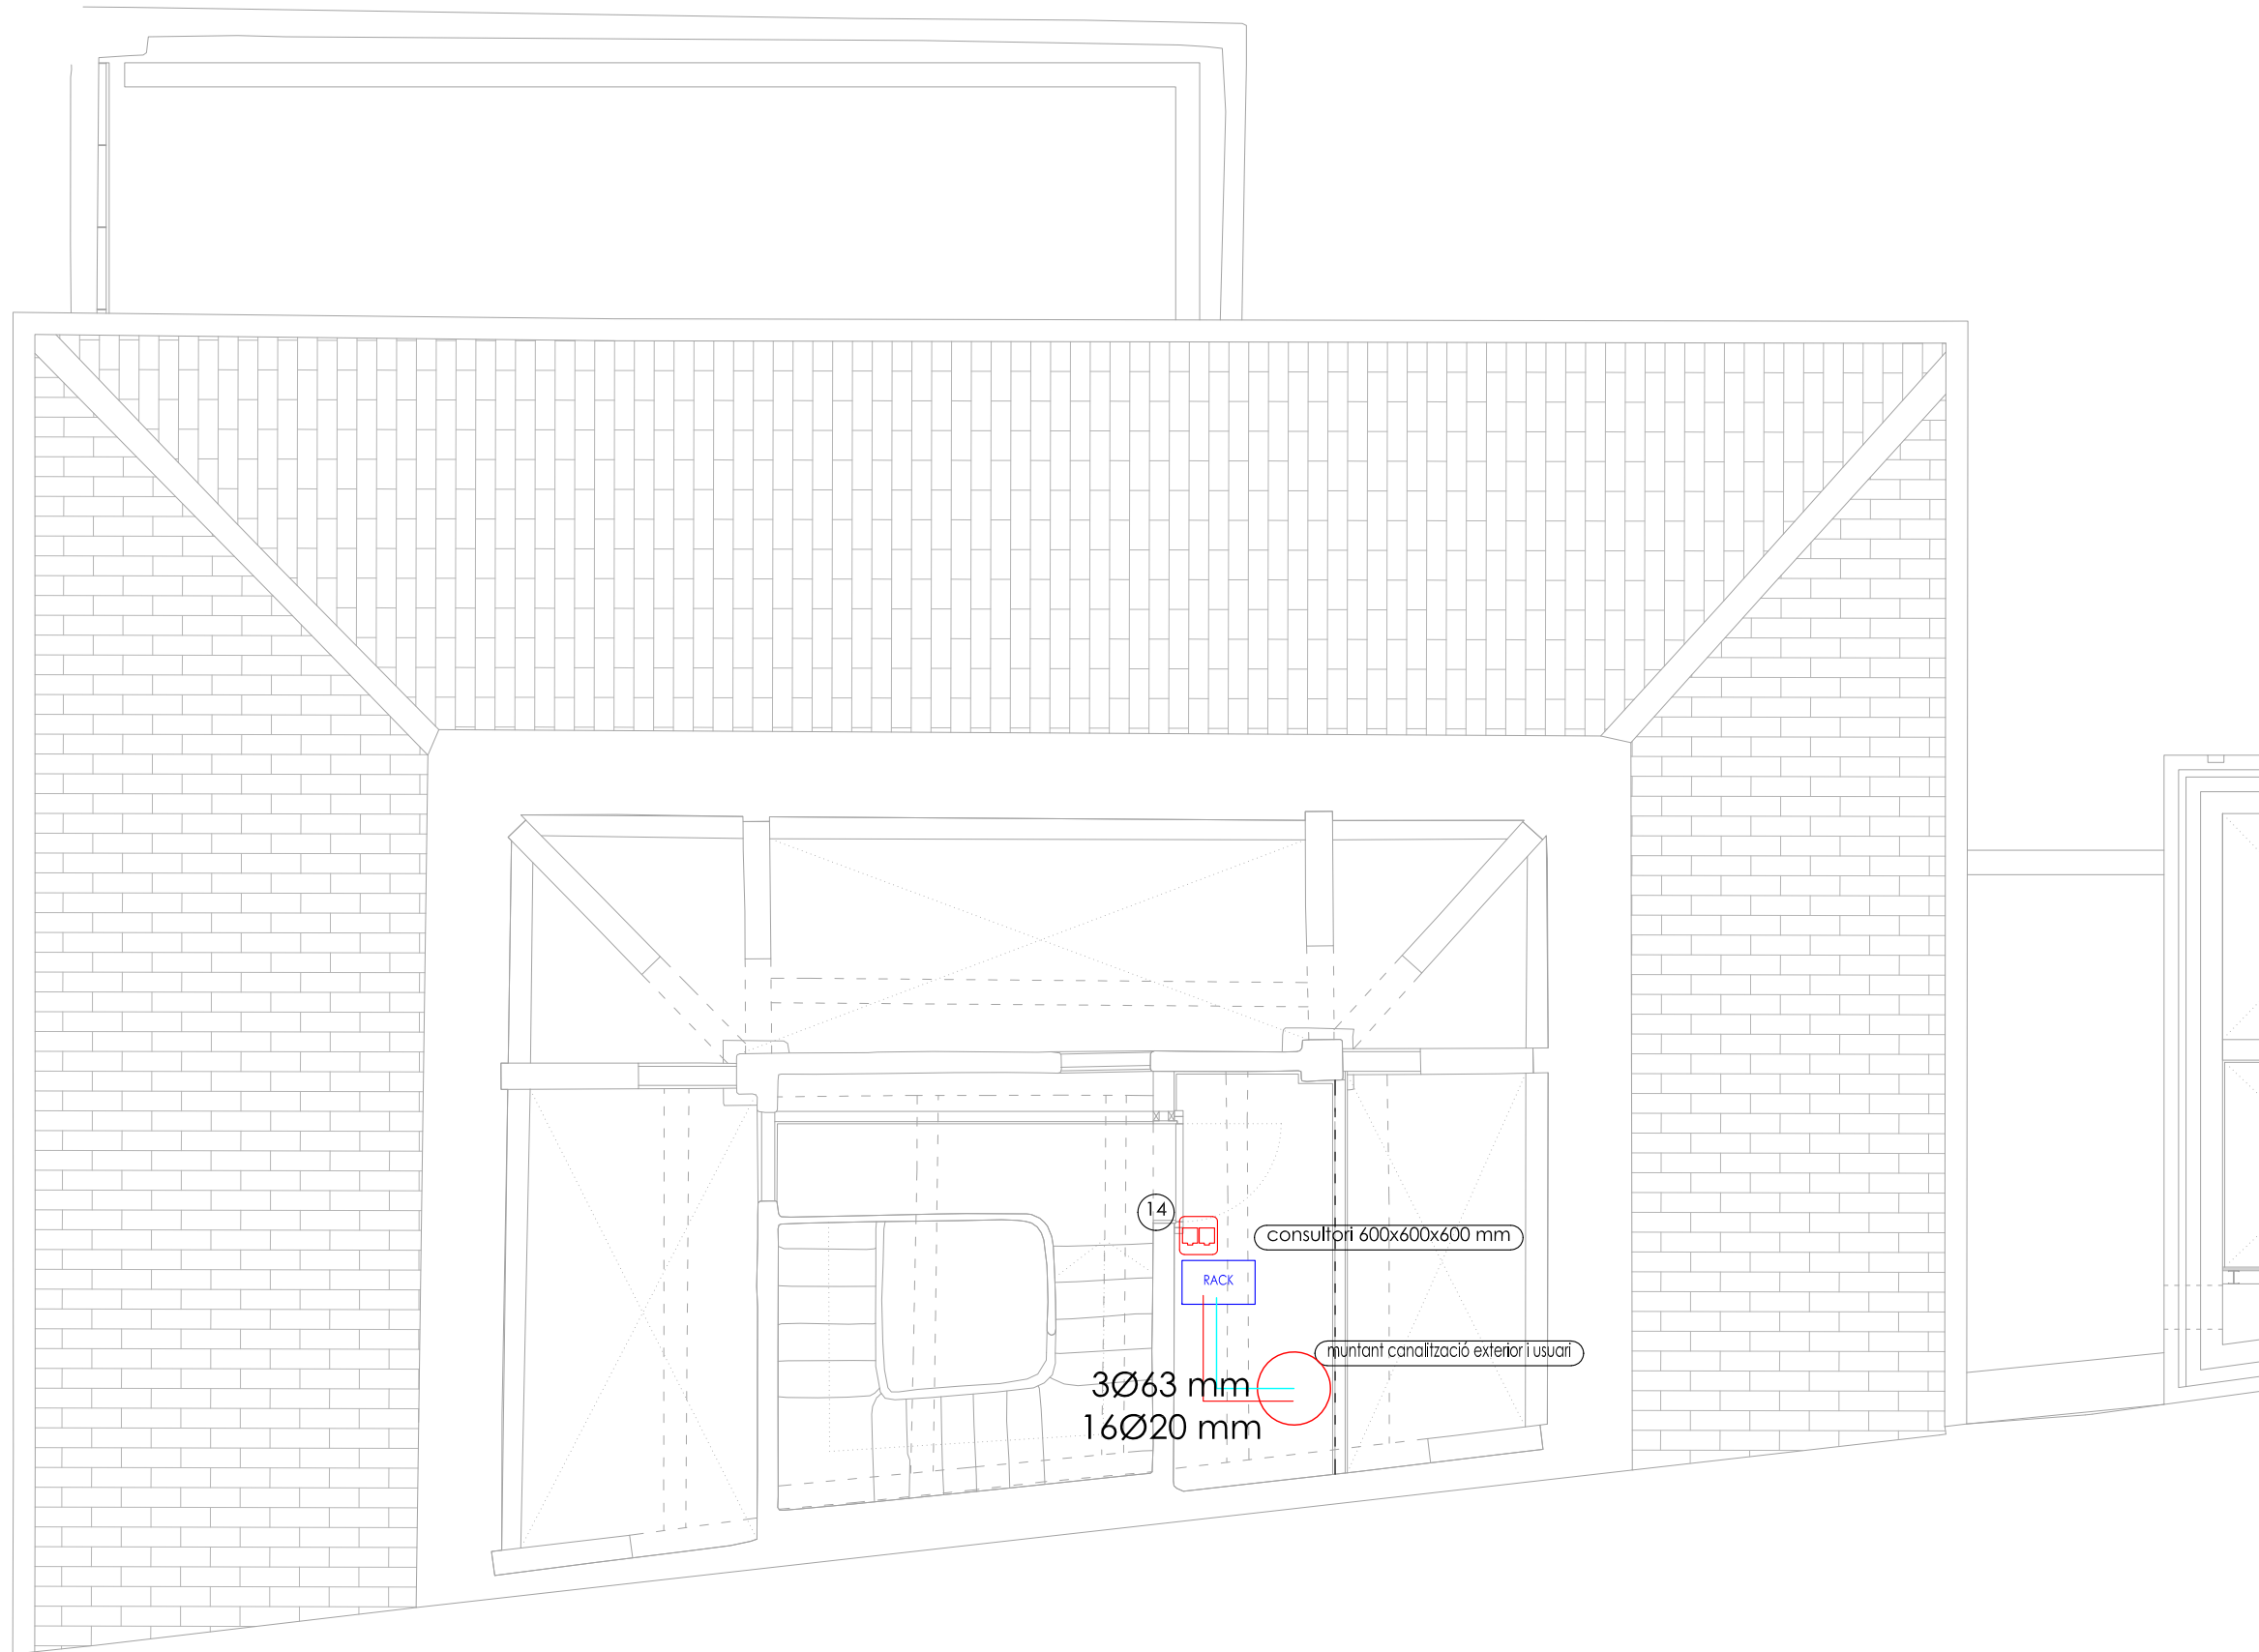 14
consultori 600x600x600 mm
RACK
muntant canalització exterior i usuari
3Ø63 mm
16Ø20 mm